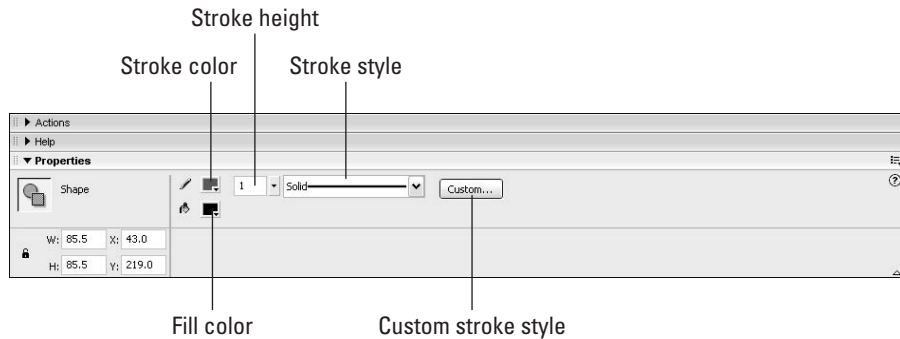 Stroke height
Stroke color Stroke style
Actions
Help
Properties
Shape 1 Solid Custom...
W: 85.5 X: 43.0
H: 85.5 Y: 219.0
Fill color Custom stroke style